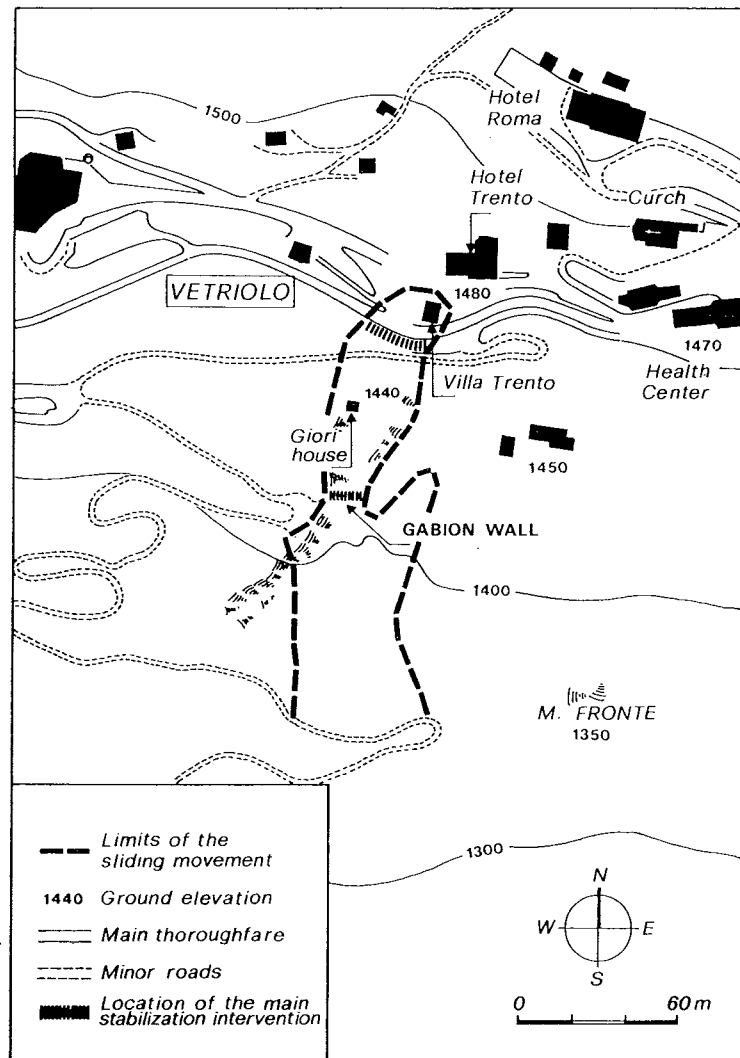 1500
Hotel
Roma
Hotel
Trento
Curch
VETRIOLO
1480
1470
Health
Center
Villa Trento
1440
Giori
house
1450
GABION WALL
1400
M. FRONTE
1350
1300
Limits of the
sliding movement
1440 Ground elevation
Main thoroughfare
Minor roads
Location of the main
stabilization intervention
N
W E
S
0 60 m